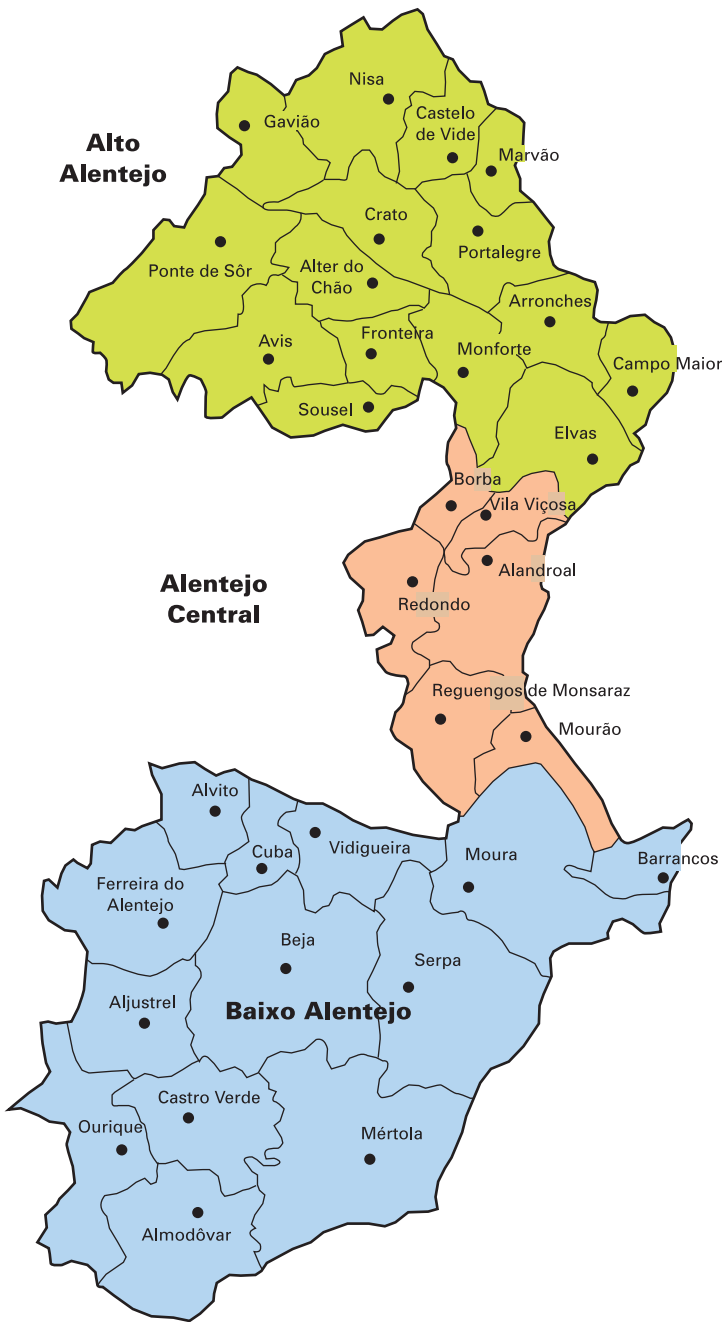 Nisa
Castelo
de Vide
Gavião
Alto
Alentejo
Marvão
Crato
Portalegre
Ponte de Sôr
Alter do
Chão
Arronches
Avis
Fronteira
Monforte
Campo Maior
Sousel
Elvas
Borba
Vila Viçosa
Alandroal
Alentejo
Central
Redondo
Reguengos de Monsaraz
Mourão
Alvito
Cuba
Vidigueira
Moura
Barrancos
Ferreira do
Alentejo
Beja
Serpa
Aljustrel
Baixo Alentejo
Castro Verde
Ourique
Mértola
Almodôvar